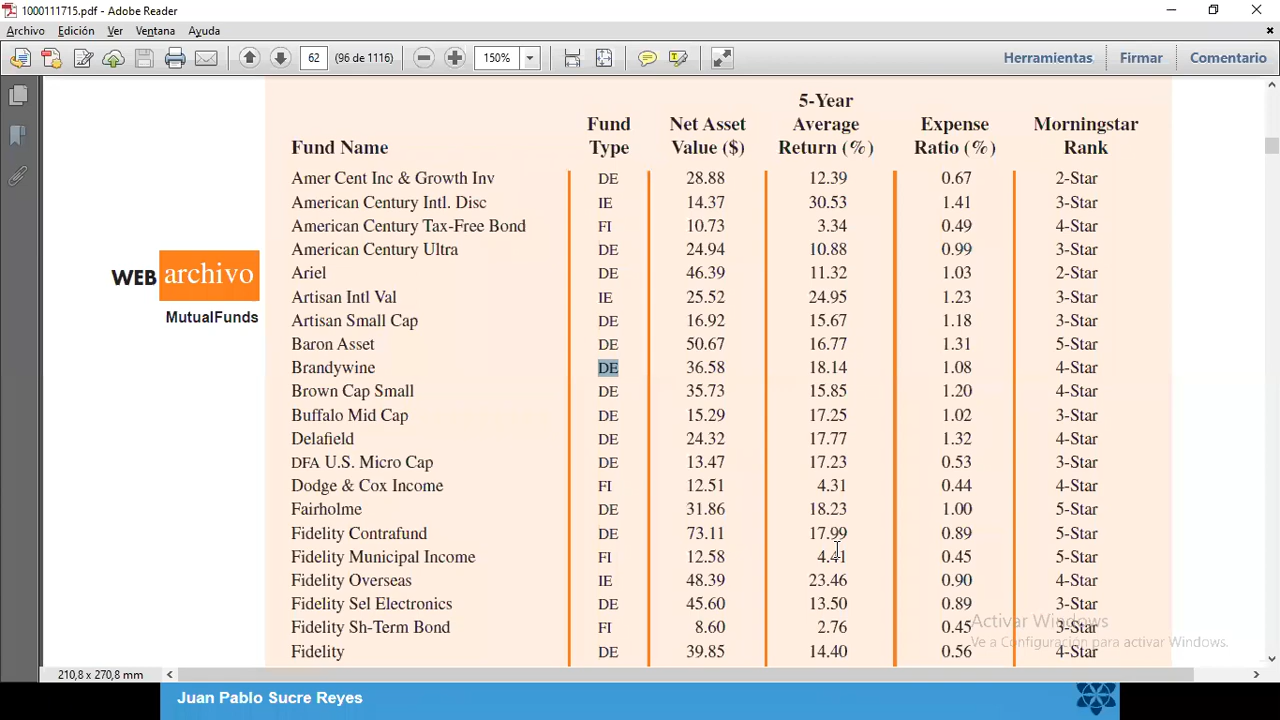 1000111715.pdf - Adobe Reader
Archivo Edición Ver Ventana Ayuda
62 (96 de 1116) 150% Herramientas Firmar Comentario
Fund Name Fund Type Net Asset Value ($) 5-Year Average Return (%) Expense Ratio (%) Morningstar Rank
Amer Cent Inc & Growth Inv DE 28.88 12.39 0.67 2-Star
American Century Intl. Disc IE 14.37 30.53 1.41 3-Star
American Century Tax-Free Bond FI 10.73 3.34 0.49 4-Star
American Century Ultra DE 24.94 10.88 0.99 3-Star
Ariel DE 46.39 11.32 1.03 2-Star
Artisan Intl Val IE 25.52 24.95 1.23 3-Star
Artisan Small Cap DE 16.92 15.67 1.18 3-Star
Baron Asset DE 50.67 16.77 1.31 5-Star
Brandywine DE 36.58 18.14 1.08 4-Star
Brown Cap Small DE 35.73 15.85 1.20 4-Star
Buffalo Mid Cap DE 15.29 17.25 1.02 3-Star
Delafield DE 24.32 17.77 1.32 4-Star
DFA U.S. Micro Cap DE 13.47 17.23 0.53 3-Star
Dodge & Cox Income FI 12.51 4.31 0.44 4-Star
Fairholme DE 31.86 18.23 1.00 5-Star
Fidelity Contrafund DE 73.11 17.99 0.89 5-Star
Fidelity Municipal Income FI 12.58 4.41 0.45 5-Star
Fidelity Overseas IE 48.39 23.46 0.90 4-Star
Fidelity Sel Electronics DE 45.60 13.50 0.89 3-Star
Fidelity Sh-Term Bond FI 8.60 2.76 0.45 3-Star
Fidelity DE 39.85 14.40 0.56 4-Star
WEB archivo
MutualFunds
Activar Windows
Ve a Configuración para activar Windows.
210,8 x 270,8 mm
Juan Pablo Sucre Reyes